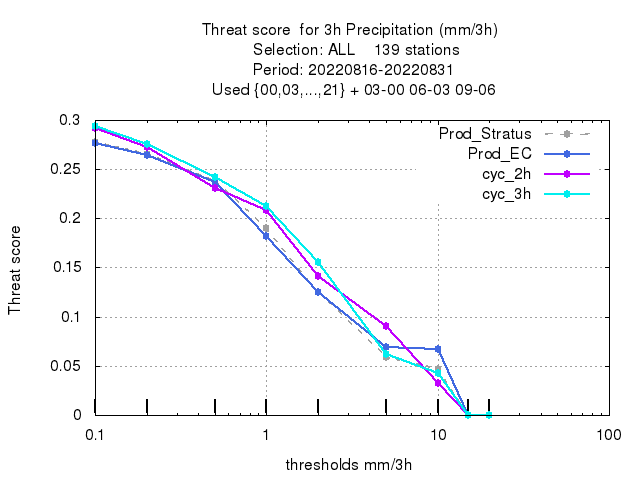 Threat score  for 3h Precipitation (mm/3h)
Selection: ALL    139 stations
Period: 20220816-20220831
Used {00,03,...,21} + 03-00 06-03 09-06
Prod_Stratus
Prod_EC
cyc_2h
cyc_3h
Threat score
0.3
0.25
0.2
0.15
0.1
0.05
0
0.1
1
10
100
thresholds mm/3h